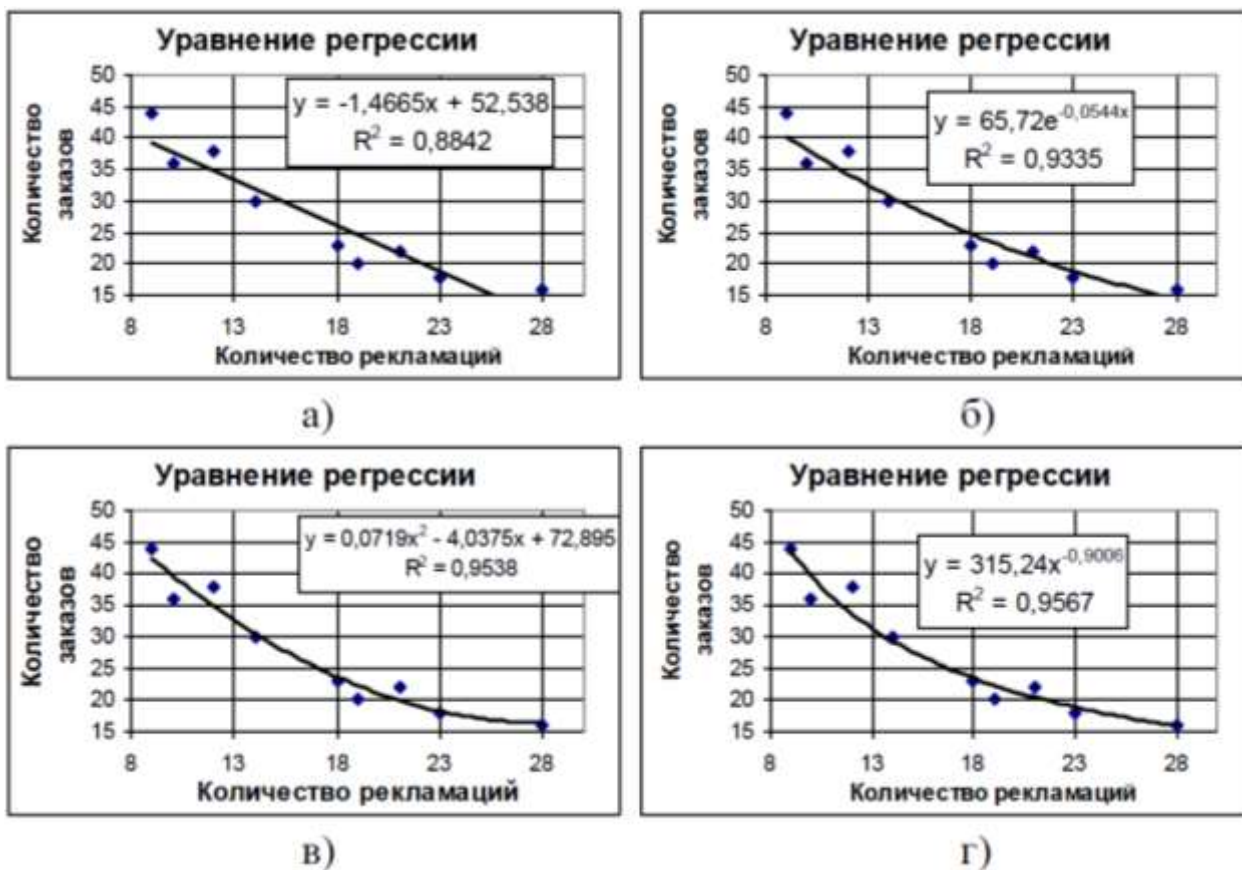 Уравнение регрессии
50
45
40
35
30
25
20
15
8 13 18 23 28
Количество заказов
Количество рекламаций
y = -1,4665x + 52,538
R² = 0,8842
а)
Уравнение регрессии
50
45
40
35
30
25
20
15
8 13 18 23 28
Количество заказов
Количество рекламаций
y = 65,72e^-0,0544x
R² = 0,9335
б)
Уравнение регрессии
50
45
40
35
30
25
20
15
8 13 18 23 28
Количество заказов
Количество рекламаций
y = 0,0719x² - 4,0375x + 72,895
R² = 0,9538
в)
Уравнение регрессии
50
45
40
35
30
25
20
15
8 13 18 23 28
Количество заказов
Количество рекламаций
y = 315,24x^-0,9006
R² = 0,9567
г)